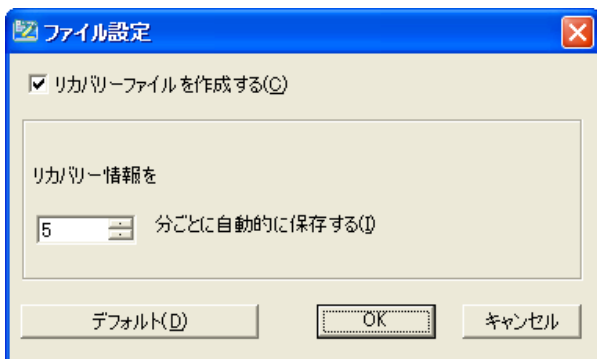 ファイル設定
リカバリーファイルを作成する(C)
リカバリー情報を
5 分ごとに自動的に保存する(I)
デフォルト(D) OK キャンセル